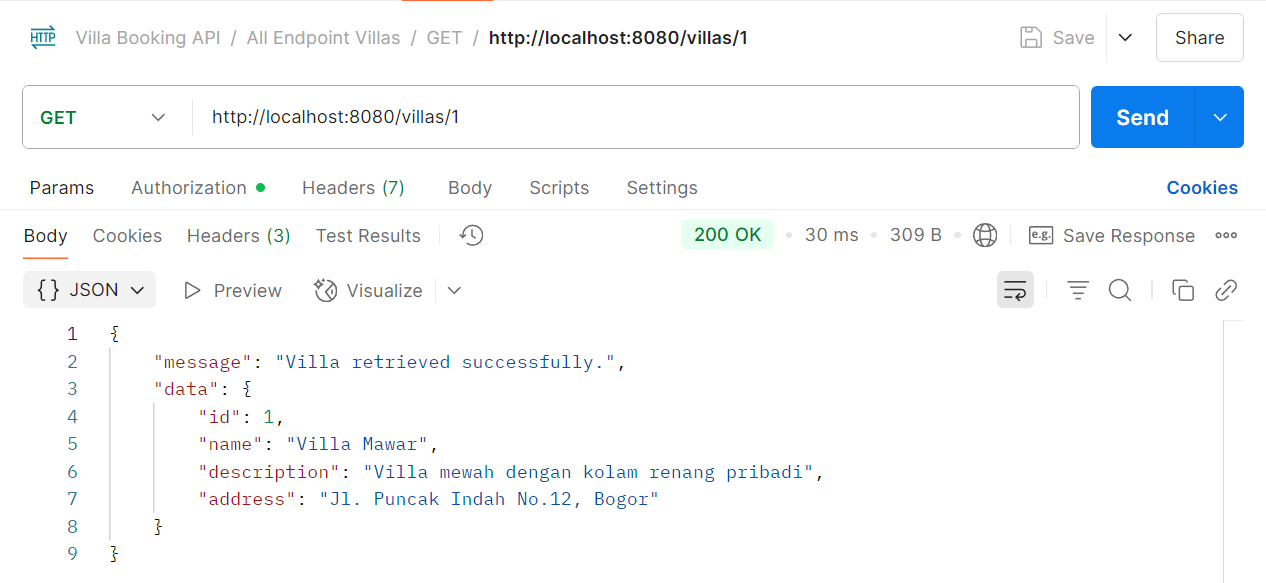 HTTP Villa Booking API / All Endpoint Villas / GET / http://localhost:8080/villas/1 Save Share
GET http://localhost:8080/villas/1 Send
Params Authorization Headers (7) Body Scripts Settings Cookies
Body Cookies Headers (3) Test Results 200 OK • 30 ms • 309 B • e.g. Save Response
{} JSON Preview Visualize
1 {
2 "message": "Villa retrieved successfully.",
3 "data": {
4 "id": 1,
5 "name": "Villa Mawar",
6 "description": "Villa mewah dengan kolam renang pribadi",
7 "address": "Jl. Puncak Indah No.12, Bogor"
8 }
9 }